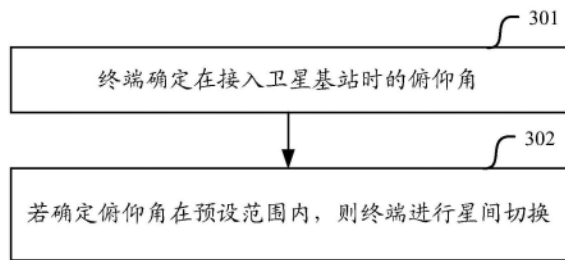 301
终端确定在接入卫星基站时的俯仰角
302
若确定俯仰角在预设范围内，则终端进行星间切换